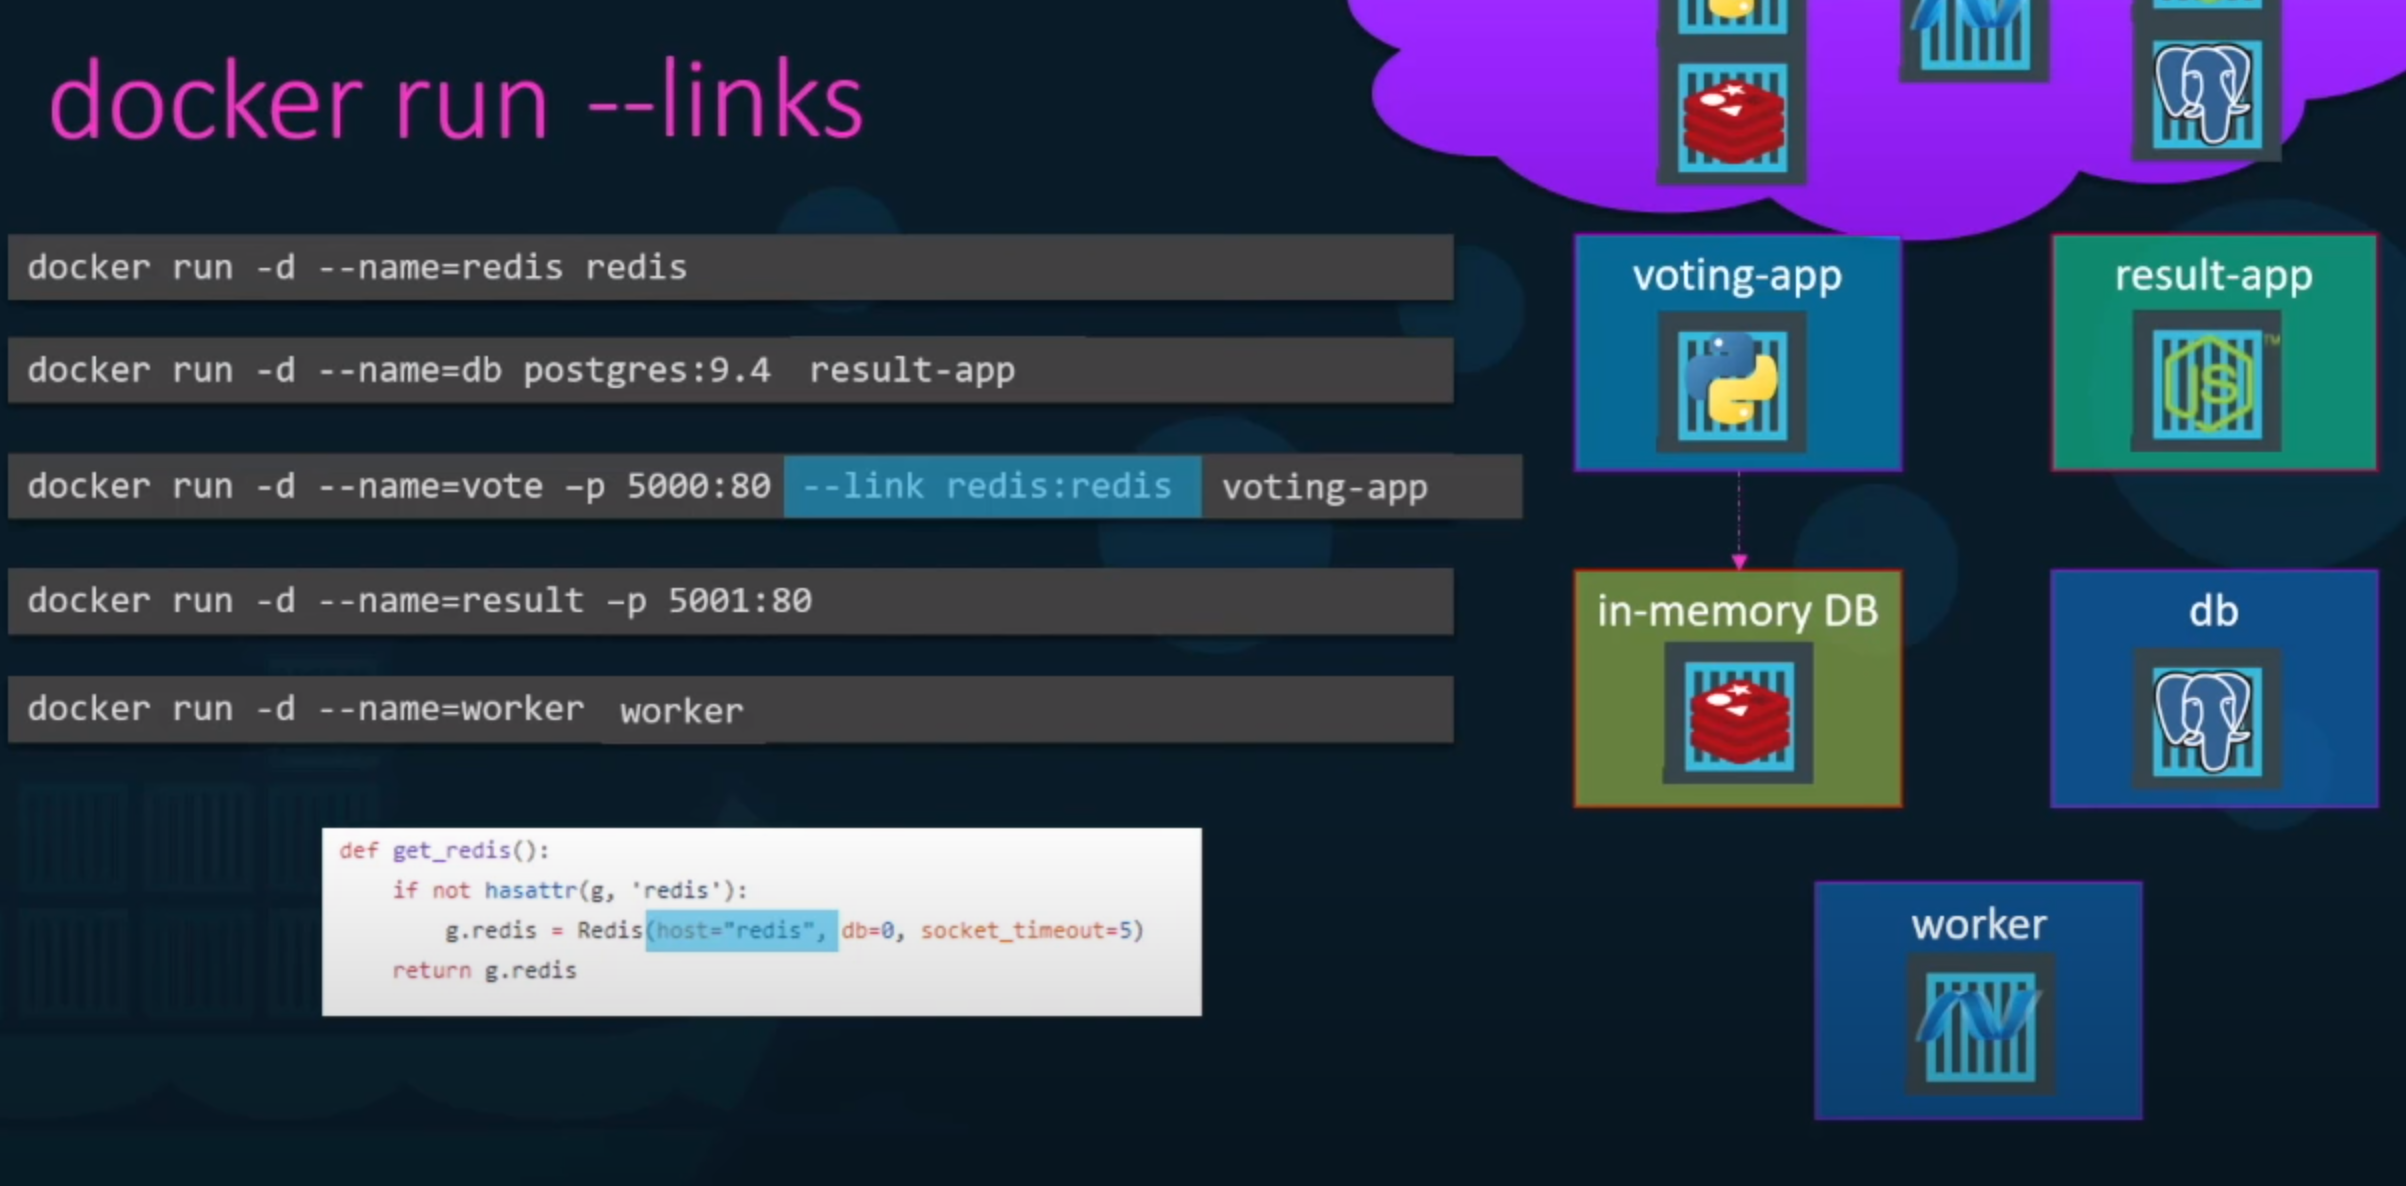 docker run --links
docker run -d --name=redis redis
docker run -d --name=db postgres:9.4 result-app
docker run -d --name=vote –p 5000:80 --link redis:redis voting-app
docker run -d --name=result –p 5001:80
docker run -d --name=worker worker
def get_redis():
if not hasattr(g, 'redis'):
g.redis = Redis(host="redis", db=0, socket_timeout=5)
return g.redis
voting-app
result-app
JS
TM
in-memory DB
db
worker